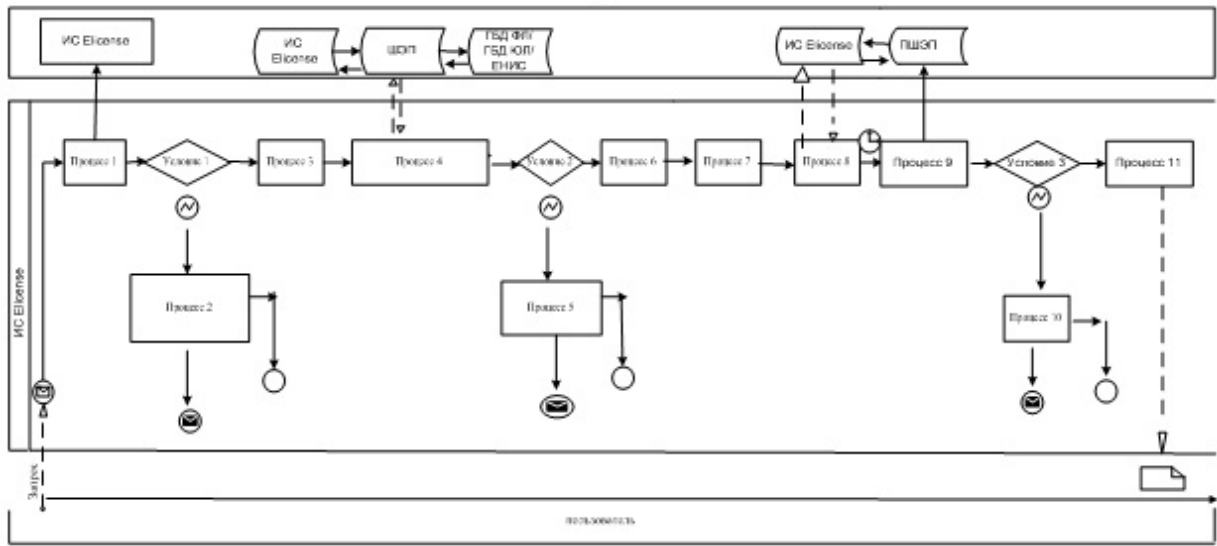 ИС Elicense
ИС
Elicense
ШЭП
ГБД ФЛ/
ГБД ЮЛ/
ЕНИС
ИС Elicense
ПШЭП
ИС Elicense
Процесс 1
Условие 1
Процесс 3
Процесс 4
Условие 2
Процесс 6
Процесс 7
Процесс 8
Процесс 9
Условие 3
Процесс 11
Процесс 2
Процесс 5
Процесс 10
Запрос
пользователь